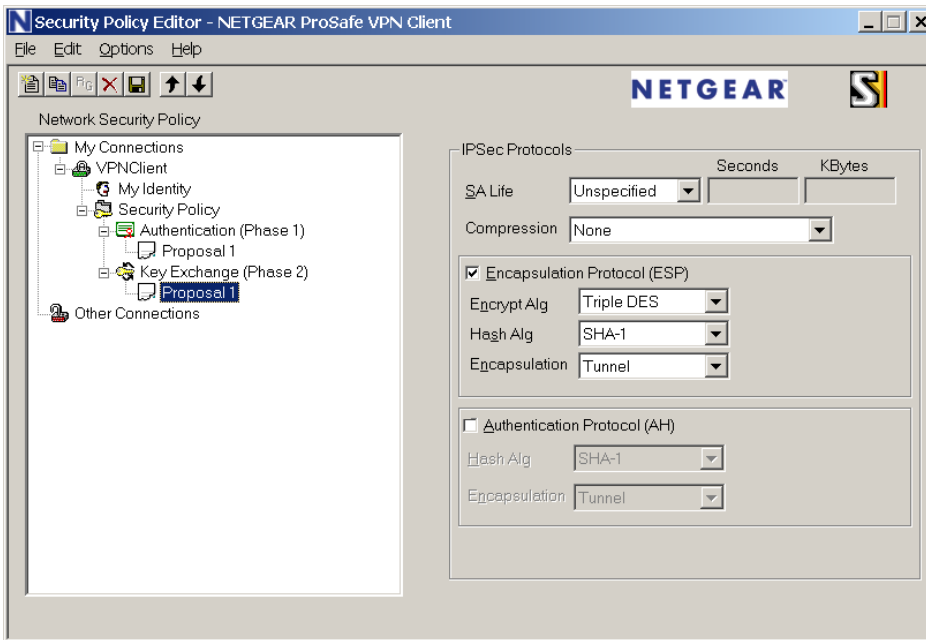 Security Policy Editor - NETGEAR ProSafe VPN Client
File Edit Options Help
NETGEAR
Network Security Policy
My Connections
VPNClient
My Identity
Security Policy
Authentication (Phase 1)
Proposal 1
Key Exchange (Phase 2)
Proposal 1
Other Connections
IPSec Protocols
Seconds KBytes
SA Life Unspecified
Compression None
Encapsulation Protocol (ESP)
Encrypt Alg Triple DES
Hash Alg SHA-1
Encapsulation Tunnel
Authentication Protocol (AH)
Hash Alg SHA-1
Encapsulation Tunnel